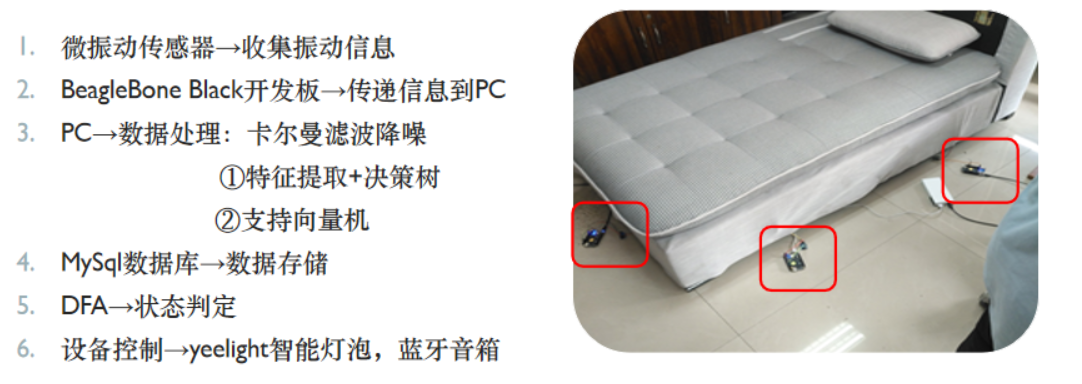 1. 微振动传感器→收集振动信息
2. BeagleBone Black开发板→传递信息到PC
3. PC→数据处理：卡尔曼滤波降噪
①特征提取+决策树
②支持向量机
4. MySql数据库→数据存储
5. DFA→状态判定
6. 设备控制→yeelight智能灯泡，蓝牙音箱